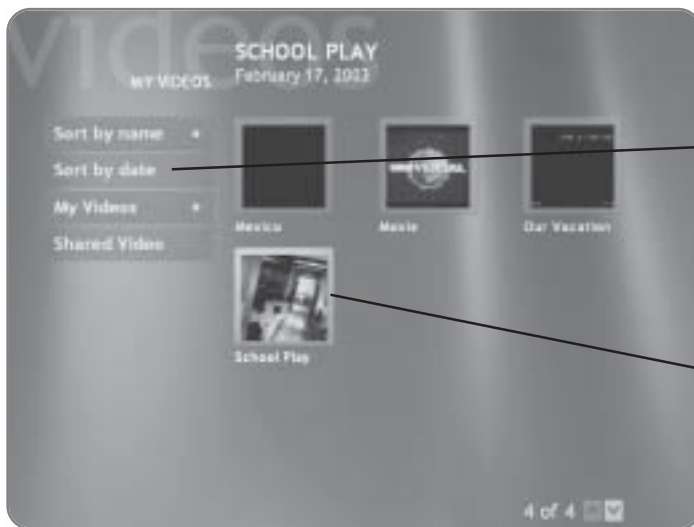 videos
SCHOOL PLAY
MY VIDEOS
February 17, 2003
Sort by name
Sort by date
My Videos
Shared Video
Mexico
Movie
Our Vacation
School Play
4 of 4